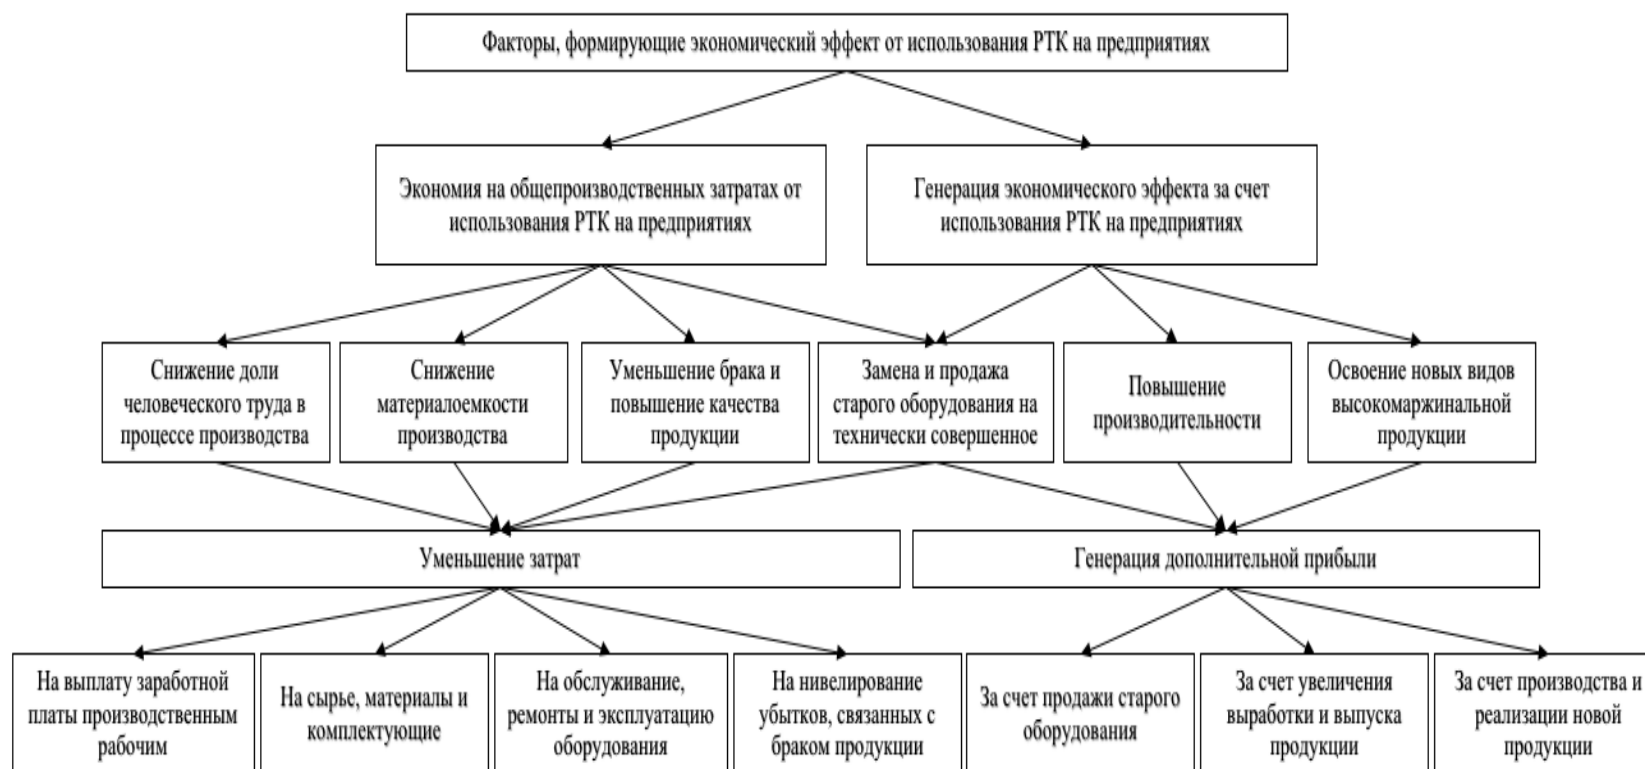 Факторы, формирующие экономический эффект от использования РТК на предприятиях
Экономия на общепроизводственных затратах от
использования РТК на предприятиях
Генерация экономического эффекта за счет
использования РТК на предприятиях
Снижение доли
человеческого труда в
процессе производства
Снижение
материалоемкости
производства
Уменьшение брака и
повышение качества
продукции
Замена и продажа
старого оборудования на
технически совершенное
Повышение
производительности
Освоение новых видов
высокомаржинальной
продукции
Уменьшение затрат
Генерация дополнительной прибыли
На выплату заработной
платы производственным
рабочим
На сырье, материалы и
комплектующие
На обслуживание,
ремонты и эксплуатацию
оборудования
На нивелирование
убытков, связанных с
браком продукции
За счет продажи старого
оборудования
За счет увеличения
выработки и выпуска
продукции
За счет производства и
реализации новой
продукции